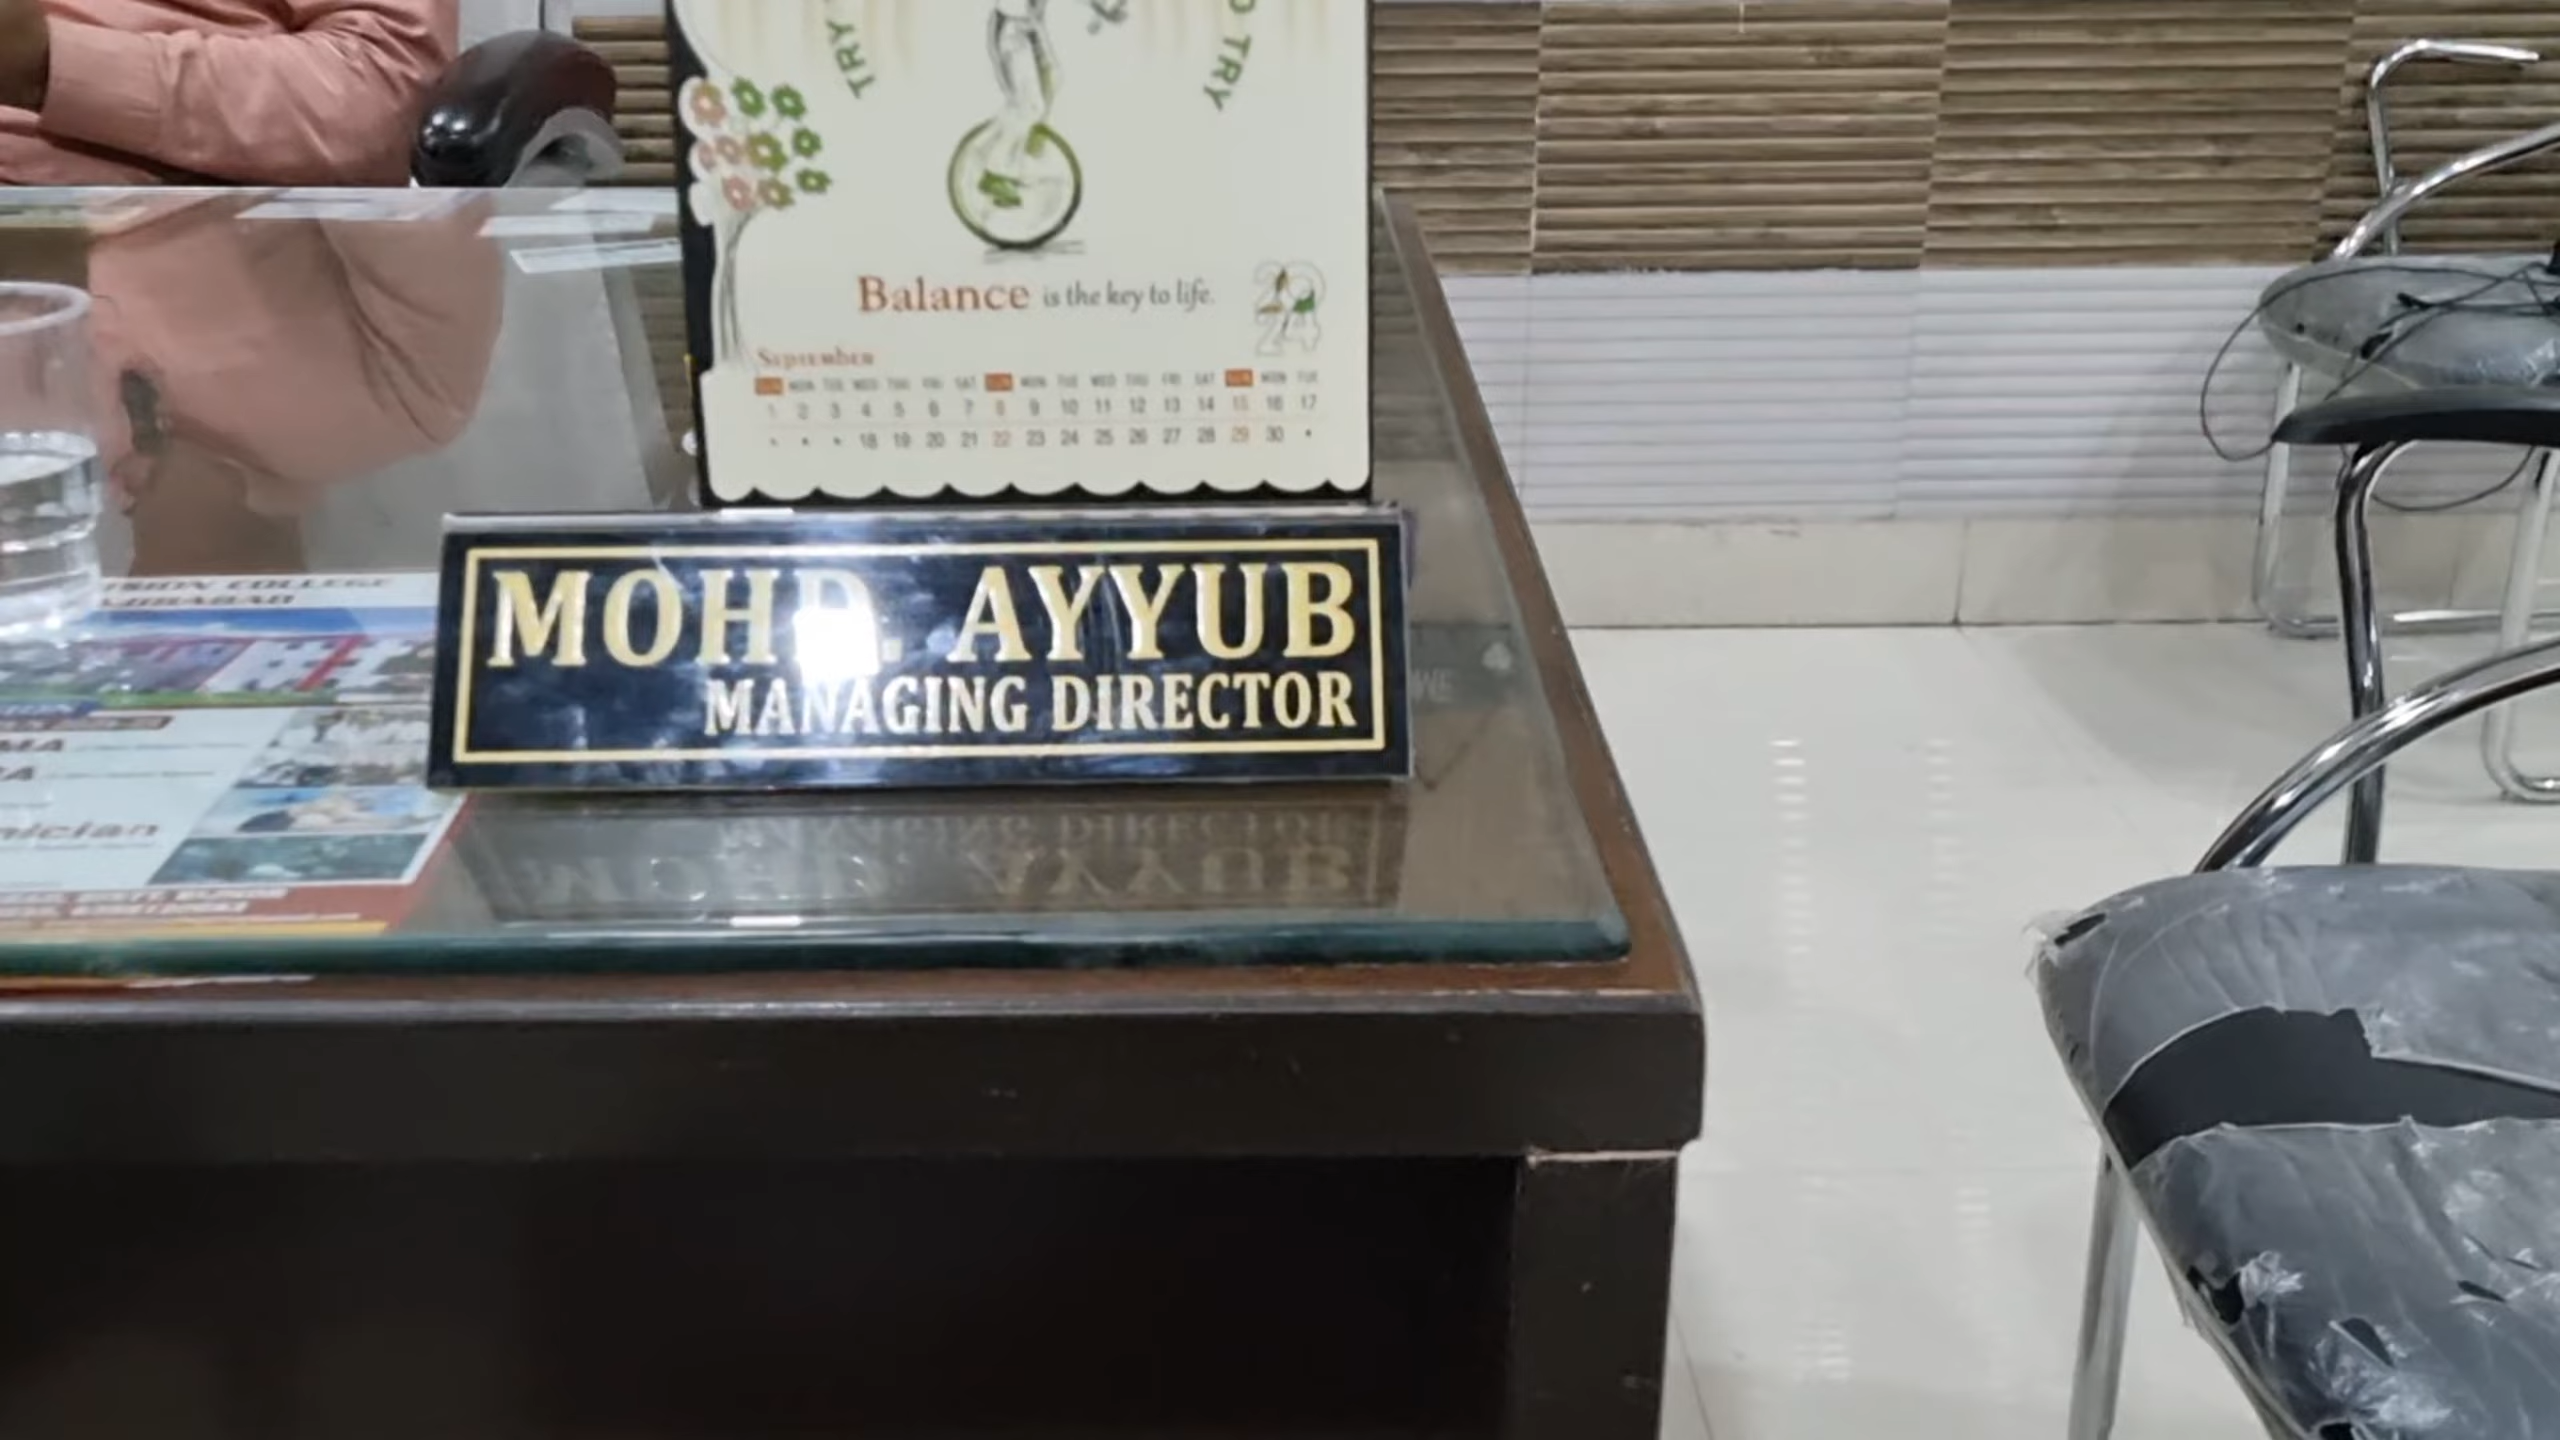 TRY
O TRY
Balance is the key to life.
2024
September
SUN MON TUE WED THU FRI SAT SUN MON TUE WED THU FRI SAT SUN MON TUE
1 2 3 4 5 6 7 8 9 10 11 12 13 14 15 16 17
• • • 18 19 20 21 22 23 24 25 26 27 28 29 30 •
MOHD. AYYUB
MANAGING DIRECTOR
COLLEGE